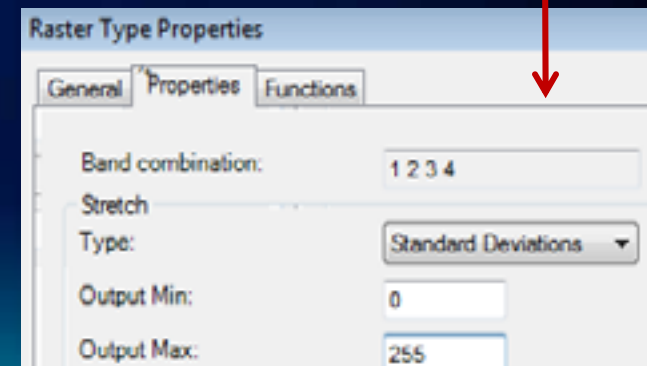 Raster Type Properties
General Properties Functions
Band combination: 1 2 3 4
Stretch
Type: Standard Deviations
Output Min: 0
Output Max: 255